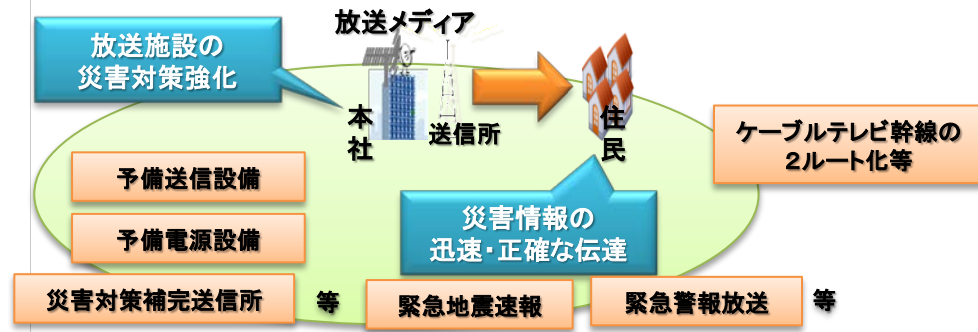 放送メディア
放送施設の
災害対策強化
本社
送信所
住民
ケーブルテレビ幹線の
2ルート化等
予備送信設備
予備電源設備
災害対策補完送信所
等
災害情報の
迅速・正確な伝達
緊急地震速報
緊急警報放送
等